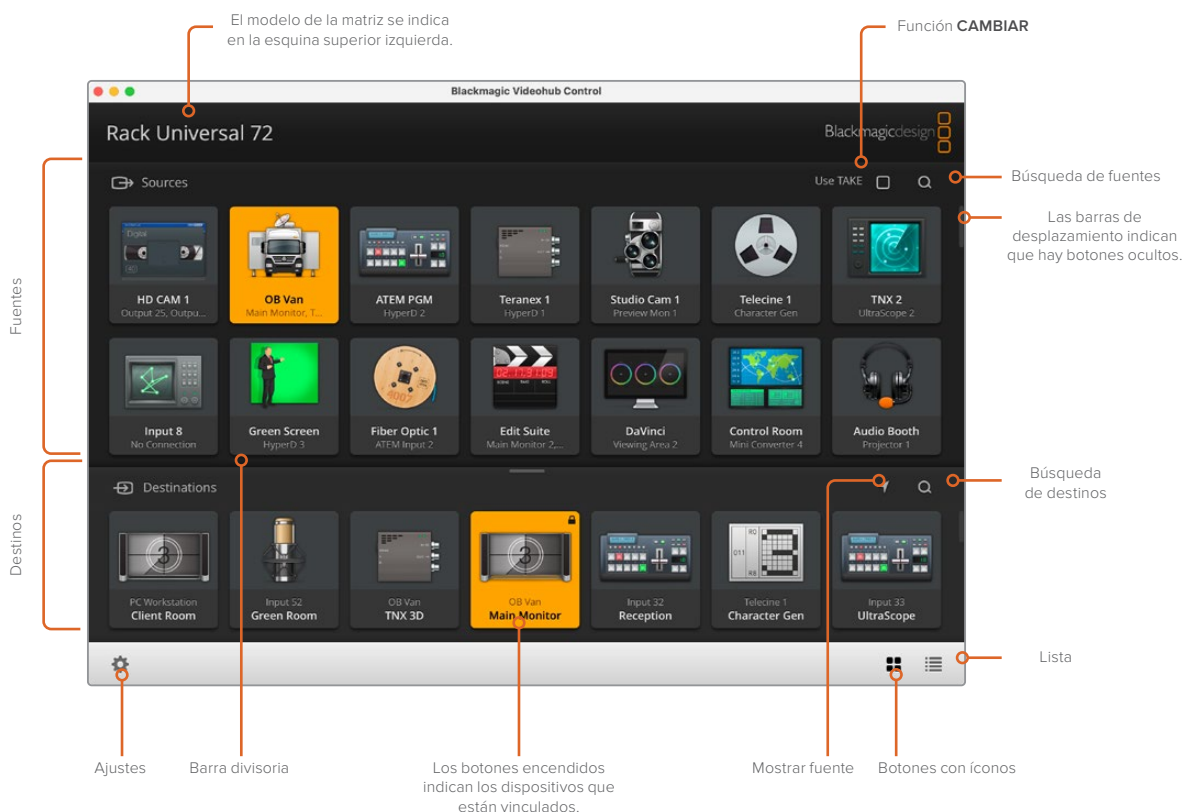 El modelo de la matriz se indica
en la esquina superior izquierda.
Función CAMBIAR
Blackmagic Videohub Control
Rack Universal 72
Blackmagicdesign
Fuentes
Sources
Use TAKE
Búsqueda de fuentes
Las barras de
desplazamiento indican
que hay botones ocultos.
Digital
HD CAM 1
Output 25, Outpu...
OB Van
Main Monitor, T...
ATEM PGM
HyperD 2
Teranex 1
HyperD 1
Studio Cam 1
Preview Mon 1
Telecine 1
Character Gen
TNX 2
UltraScope 2
Input 8
No Connection
Green Screen
HyperD 3
4007
Fiber Optic 1
ATEM Input 2
Edit Suite
Main Monitor 2,...
DaVinci
Viewing Area 2
Control Room
Mini Converter 4
Audio Booth
Projector 1
Destinos
Destinations
Búsqueda
de destinos
3
PC Workstation
Client Room
Input 52
Green Room
OB Van
TNX 3D
3
OB Van
Main Monitor
Input 32
Reception
011
Telecine 1
Character Gen
Input 33
UltraScope
Lista
Ajustes
Barra divisoria
Los botones encendidos
indican los dispositivos que
están vinculados.
Mostrar fuente
Botones con íconos